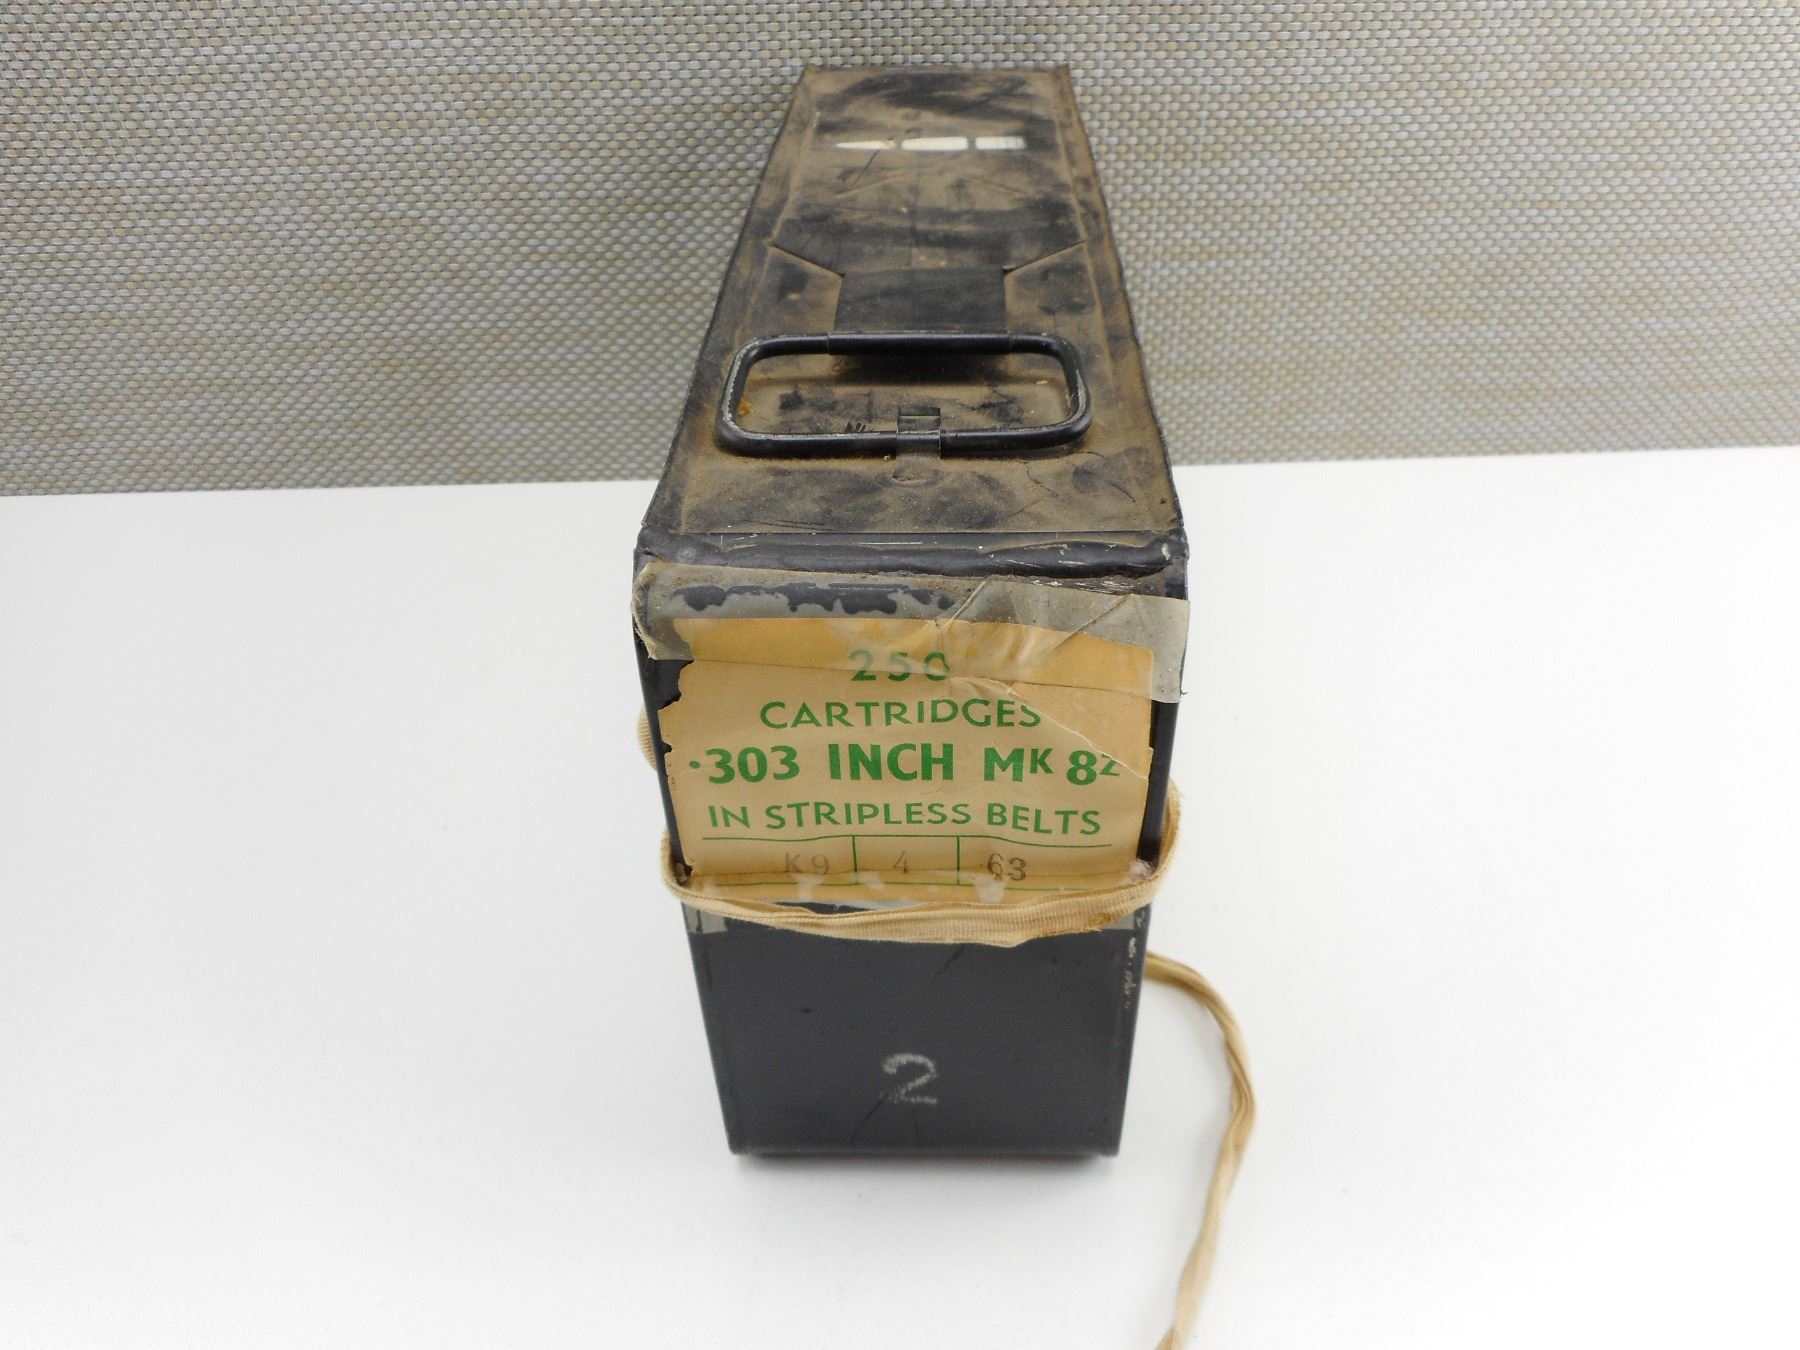 250
CARTRIDGES
·303 INCH MK 8Z
IN STRIPLESS BELTS
K9 4 63
2